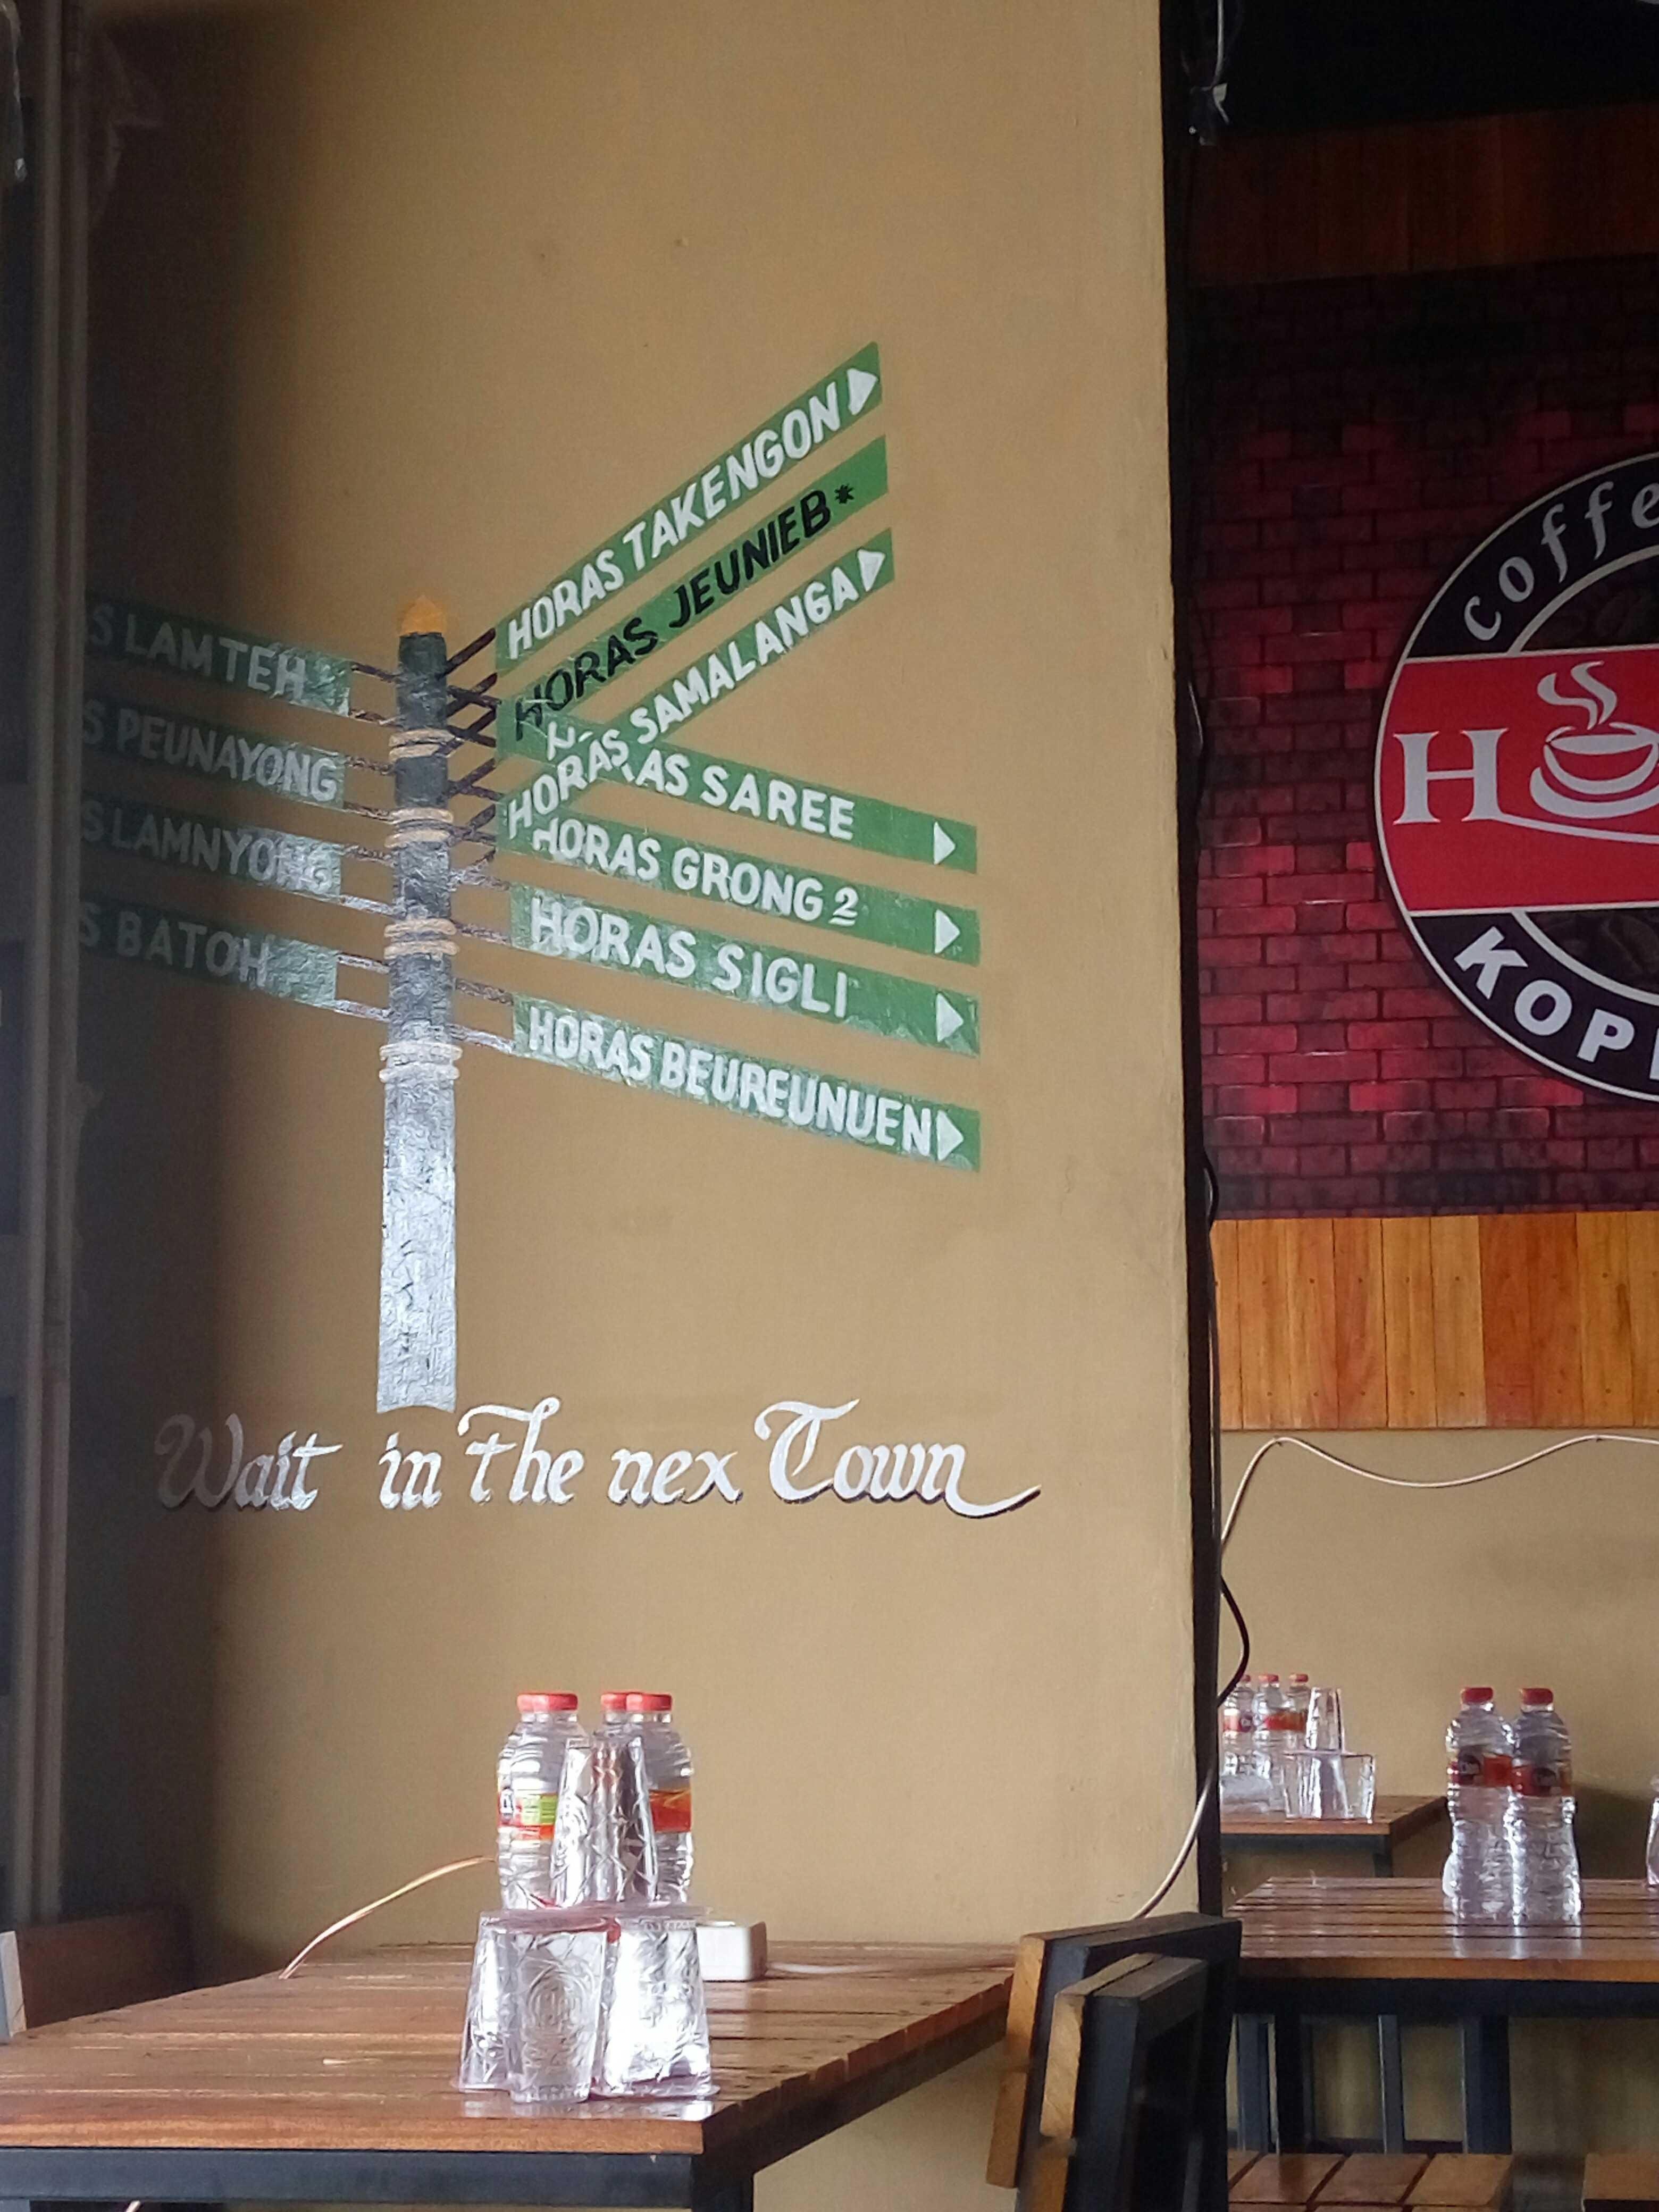 HORAS TAKENGON
HORAS JEUNIEB*
HORAS SAMALANGA
HORAS SAREE
HORAS GRONG 2
HORAS SIGLI
HORAS BEUREUNUEN
S LAMTEH
S PEUNAYONG
S LAMNYONG
S BATOH
Wait in The nex Town
Coffe
H
KOP